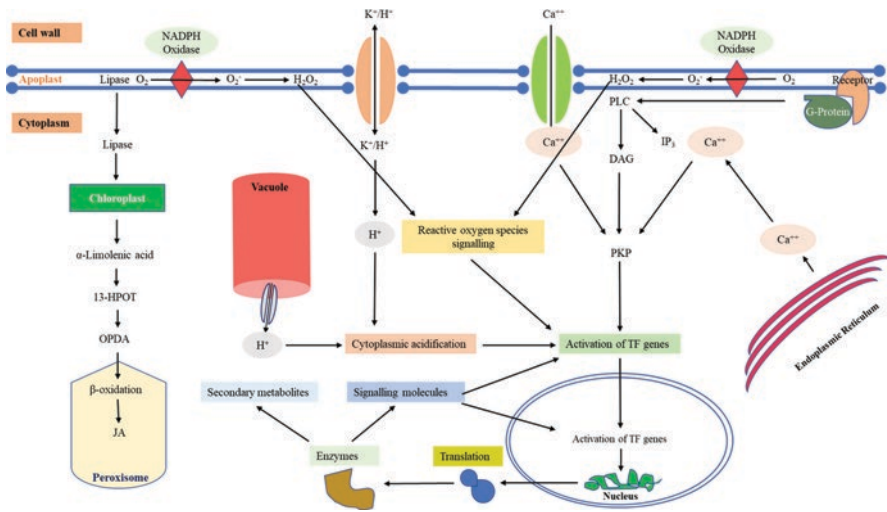 Cell wall
NADPH
Oxidase
K⁺/H⁺
Ca⁺⁺
NADPH
Oxidase
Apoplast
Lipase
O₂
O₂⁻
H₂O₂
H₂O₂
O₂⁻
O₂
Receptor
Cytoplasm
PLC
G-Protein
Lipase
K⁺/H⁺
Ca⁺⁺
IP₃
Ca⁺⁺
DAG
Chloroplast
Vacuole
H⁺
Reactive oxygen species
signalling
Ca⁺⁺
α-Limolenic acid
PKP
13-HPOT
OPDA
H⁺
Cytoplasmic acidification
Activation of TF genes
Endoplasmic Reticulum
β-oxidation
Secondary metabolites
Signalling molecules
JA
Activation of TF genes
Enzymes
Translation
Peroxisome
Nucleus